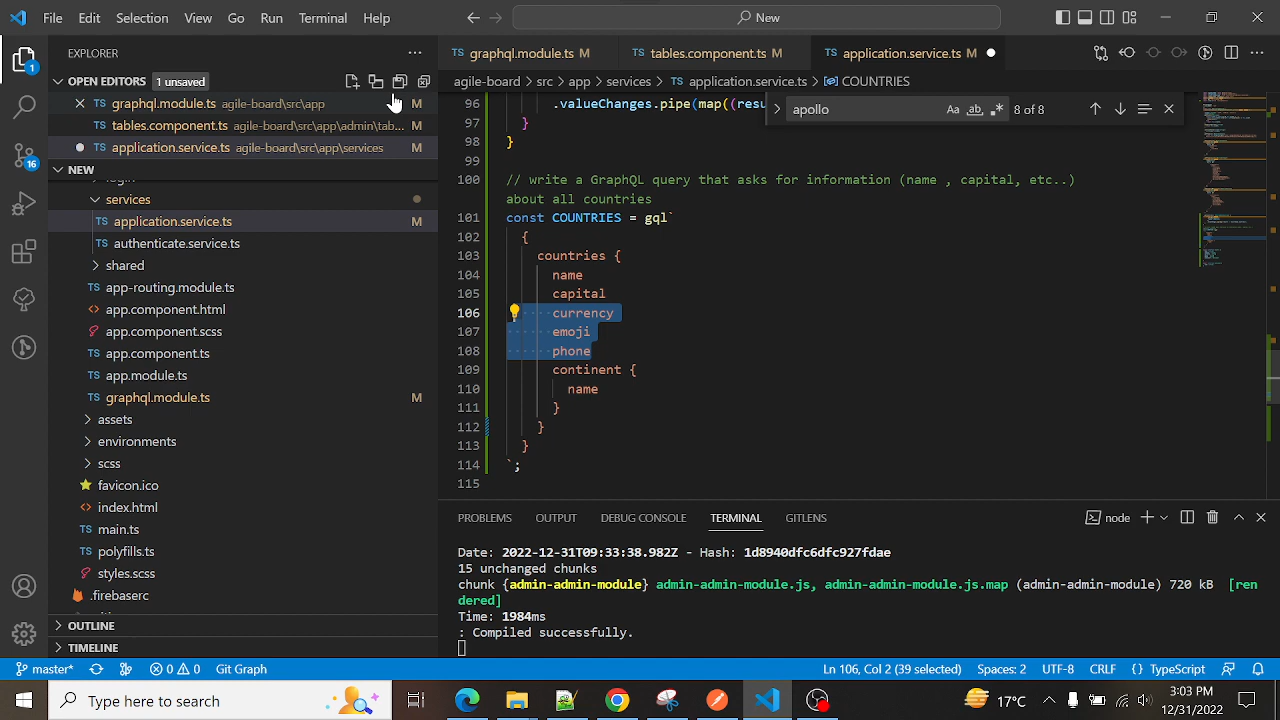 File Edit Selection View Go Run Terminal Help
New
EXPLORER
OPEN EDITORS 1 unsaved
graphql.module.ts agile-board\src\app M
tables.component.ts agile-board\src\app\admin\tab... M
application.service.ts agile-board\src\app\services M
NEW
services
application.service.ts M
authenticate.service.ts
shared
app-routing.module.ts
app.component.html
app.component.scss
app.component.ts
app.module.ts
graphql.module.ts M
assets
environments
scss
favicon.ico
index.html
main.ts
polyfills.ts
styles.scss
.firebaserc
OUTLINE
TIMELINE
graphql.module.ts M tables.component.ts M application.service.ts M
agile-board > src > app > services > application.service.ts > COUNTRIES
apollo 8 of 8
96 .valueChanges.pipe(map((resu
97 }
98 }
99
100 // write a GraphQL query that asks for information (name , capital, etc..)
about all countries
101 const COUNTRIES = gql`
102 {
103 countries {
104 name
105 capital
106 currency
107 emoji
108 phone
109 continent {
110 name
111 }
112 }
113 }
114 `;
115
PROBLEMS OUTPUT DEBUG CONSOLE TERMINAL GITLENS
node
Date: 2022-12-31T09:33:38.982Z - Hash: 1d8940dfc6dfc927fdae
15 unchanged chunks
chunk {admin-admin-module} admin-admin-module.js, admin-admin-module.js.map (admin-admin-module) 720 kB [ren
dered]
Time: 1984ms
: Compiled successfully.
master* 0 0 Git Graph
Ln 106, Col 2 (39 selected) Spaces: 2 UTF-8 CRLF {} TypeScript
Type here to search
17°C
3:03 PM
12/31/2022